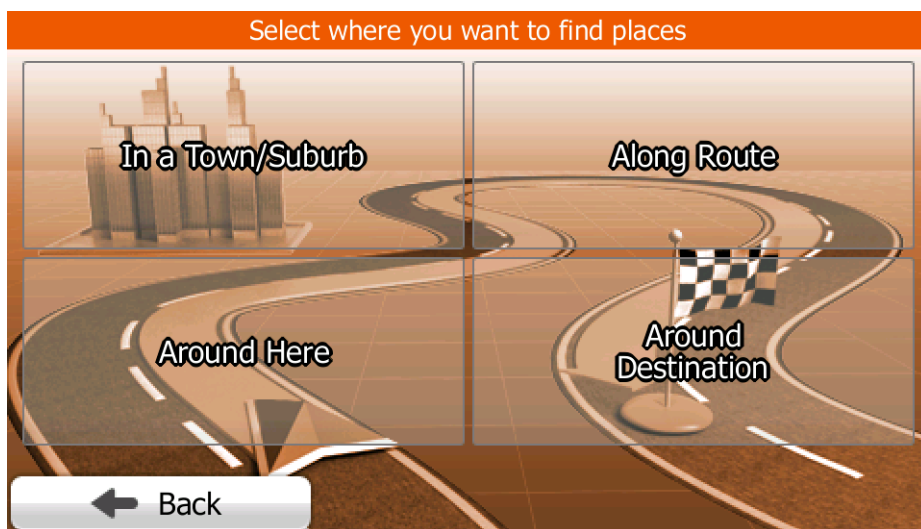 Select where you want to find places
In a Town/Suburb
Along Route
Around Here
Around
Destination
Back